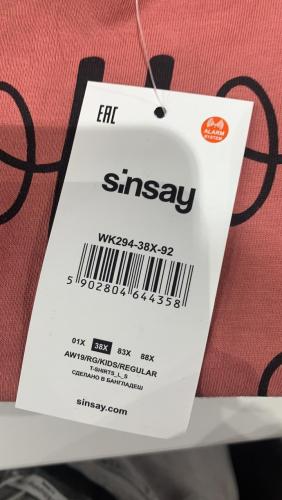 EAC
ALARM
SYSTEM
sinsay
WK294-38X-92
5 902804 644358
01X 38X 83X 88X
AW19/RG/KIDS/REGULAR
T-SHIRTS_L_S
СДЕЛАНО В БАНГЛАДЕШ
sinsay.com